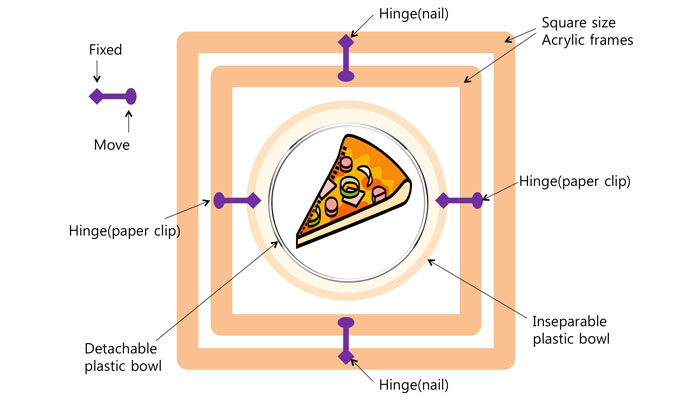 Hinge(nail)
Square size
Acrylic frames
Fixed
Move
Hinge(paper clip)
Hinge(paper clip)
Inseparable
plastic bowl
Detachable
plastic bowl
Hinge(nail)